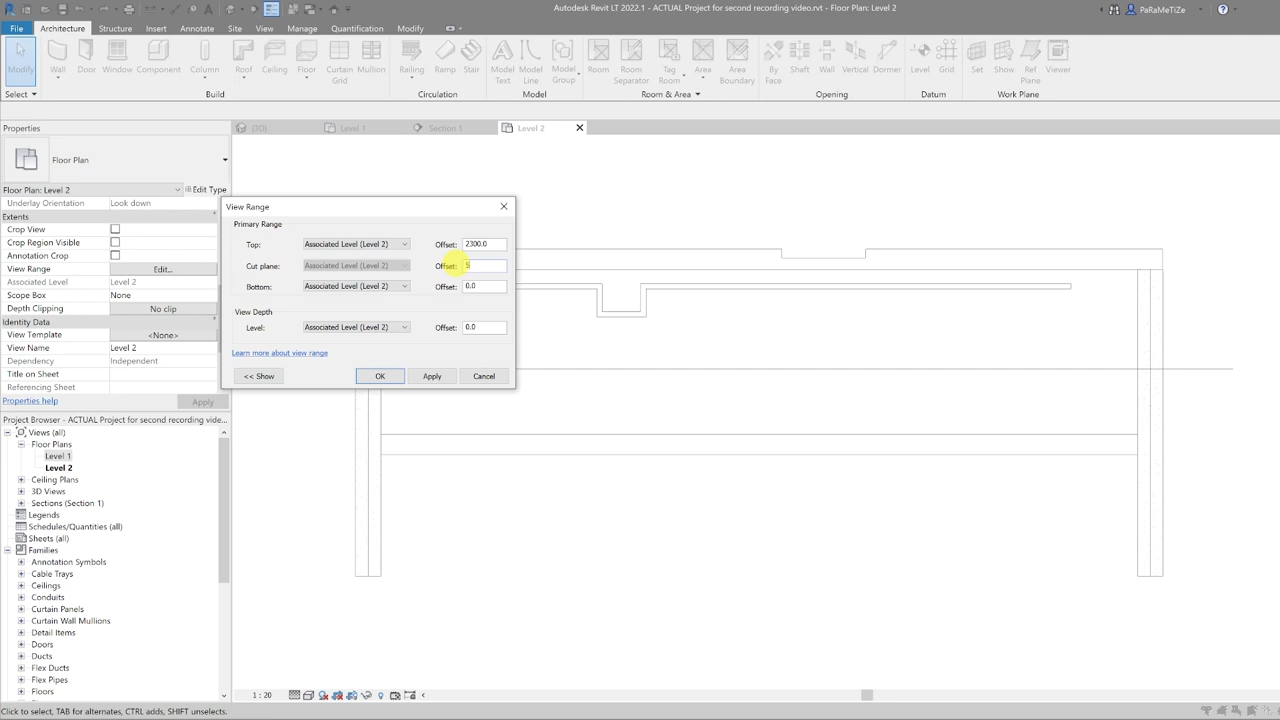 Autodesk Revit LT 2022.1 - ACTUAL Project for second recording video.rvt - Floor Plan: Level 2
PaRaMeTiZe
File Architecture Structure Insert Annotate Site View Manage Quantification Modify
Modify Wall Door Window Component Column Roof Ceiling Floor Curtain Grid Mullion Railing Ramp Stair Model Text Model Line Model Group Room Room Separator Tag Room Area Area Boundary By Face Shaft Wall Vertical Dormer Level Grid Set Show Ref Plane Viewer
Select Build Circulation Model Room & Area Opening Datum Work Plane
Properties
{3D} Level 1 Section 1 Level 2
Floor Plan
Floor Plan: Level 2 Edit Type
Underlay Orientation Look down
Extents
Crop View
Crop Region Visible
Annotation Crop
View Range Edit...
Associated Level Level 2
Scope Box None
Depth Clipping No clip
Identity Data
View Template <None>
View Name Level 2
Dependency Independent
Title on Sheet
Referencing Sheet
Properties help Apply
View Range
Primary Range
Top: Associated Level (Level 2) Offset: 2300.0
Cut plane: Associated Level (Level 2) Offset: 5
Bottom: Associated Level (Level 2) Offset: 0.0
View Depth
Level: Associated Level (Level 2) Offset: 0.0
Learn more about view range
<< Show OK Apply Cancel
Project Browser - ACTUAL Project for second recording vide...
Views (all)
Floor Plans
Level 1
Level 2
Ceiling Plans
3D Views
Sections (Section 1)
Legends
Schedules/Quantities (all)
Sheets (all)
Families
Annotation Symbols
Cable Trays
Ceilings
Conduits
Curtain Panels
Curtain Wall Mullions
Detail Items
Doors
Duct Systems
Ducts
Flex Ducts
Flex Pipes
Floors
1 : 20
Click to select, TAB for alternates, CTRL adds, SHIFT unselects.